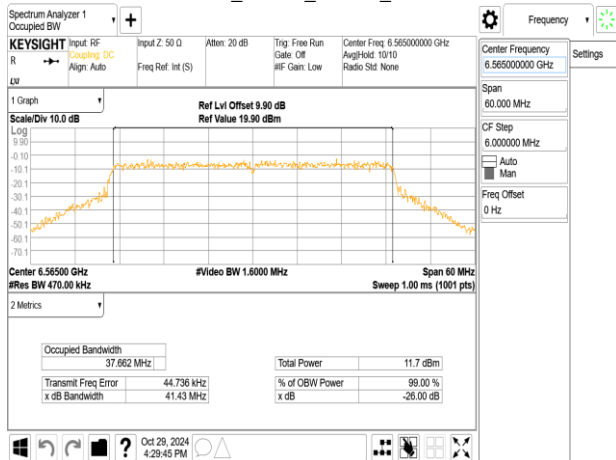 Spectrum Analyzer 1
Occupied BW
Frequency
KEYSIGHT
R
Input: RF
Coupling: DC
Align: Auto
Input Z: 50 Ω
Freq Ref: Int (S)
Atten: 20 dB
Trig: Free Run
Gate: Off
#IF Gain: Low
Center Freq: 6.565000000 GHz
Avg|Hold: 10/10
Radio Std: None
Center Frequency
6.565000000 GHz
Settings
Span
60.000 MHz
CF Step
6.000000 MHz
Auto
Man
Freq Offset
0 Hz
1 Graph
Scale/Div 10.0 dB
Ref Lvl Offset 9.90 dB
Ref Value 19.90 dBm
Log
9.90
-0.10
-10.1
-20.1
-30.1
-40.1
-50.1
-60.1
-70.1
Center 6.56500 GHz
#Video BW 1.6000 MHz
Span 60 MHz
#Res BW 470.00 kHz
Sweep 1.00 ms (1001 pts)
2 Metrics
Occupied Bandwidth
37.662 MHz
Total Power 11.7 dBm
Transmit Freq Error 44.736 kHz
% of OBW Power 99.00 %
x dB Bandwidth 41.43 MHz
x dB -26.00 dB
?
Oct 29, 2024
4:29:45 PM